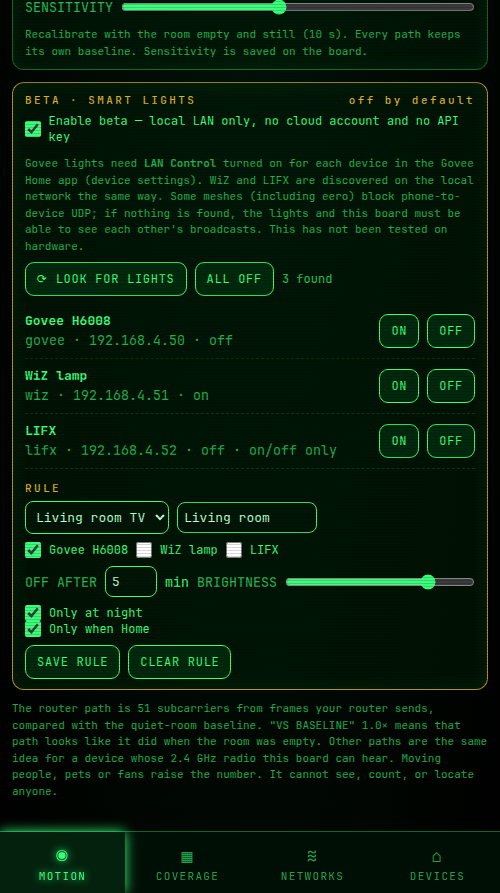 SENSITIVITY
Recalibrate with the room empty and still (10 s). Every path keeps
its own baseline. Sensitivity is saved on the board.
BETA · SMART LIGHTS off by default
Enable beta — local LAN only, no cloud account and no API
key
Govee lights need LAN Control turned on for each device in the Govee
Home app (device settings). WiZ and LIFX are discovered on the local
network the same way. Some meshes (including eero) block phone-to-
device UDP; if nothing is found, the lights and this board must be
able to see each other's broadcasts. This has not been tested on
hardware.
⟳ LOOK FOR LIGHTS ALL OFF 3 found
Govee H6008
govee · 192.168.4.50 · off ON OFF
WiZ lamp
wiz · 192.168.4.51 · on ON OFF
LIFX
lifx · 192.168.4.52 · off · on/off only ON OFF
RULE
Living room TV Living room
Govee H6008 WiZ lamp LIFX
OFF AFTER 5 min BRIGHTNESS
Only at night
Only when Home
SAVE RULE CLEAR RULE
The router path is 51 subcarriers from frames your router sends,
compared with the quiet-room baseline. "VS BASELINE" 1.0× means that
path looks like it did when the room was empty. Other paths are the same
idea for a device whose 2.4 GHz radio this board can hear. Moving
people, pets or fans raise the number. It cannot see, count, or locate
anyone.
MOTION COVERAGE NETWORKS DEVICES